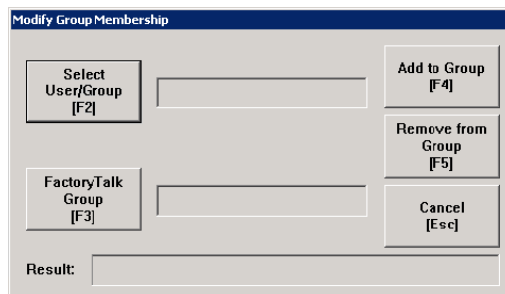 Modify Group Membership
Select
User/Group
[F2]
Add to Group
[F4]
Remove from
Group
[F5]
FactoryTalk
Group
[F3]
Cancel
[Esc]
Result: